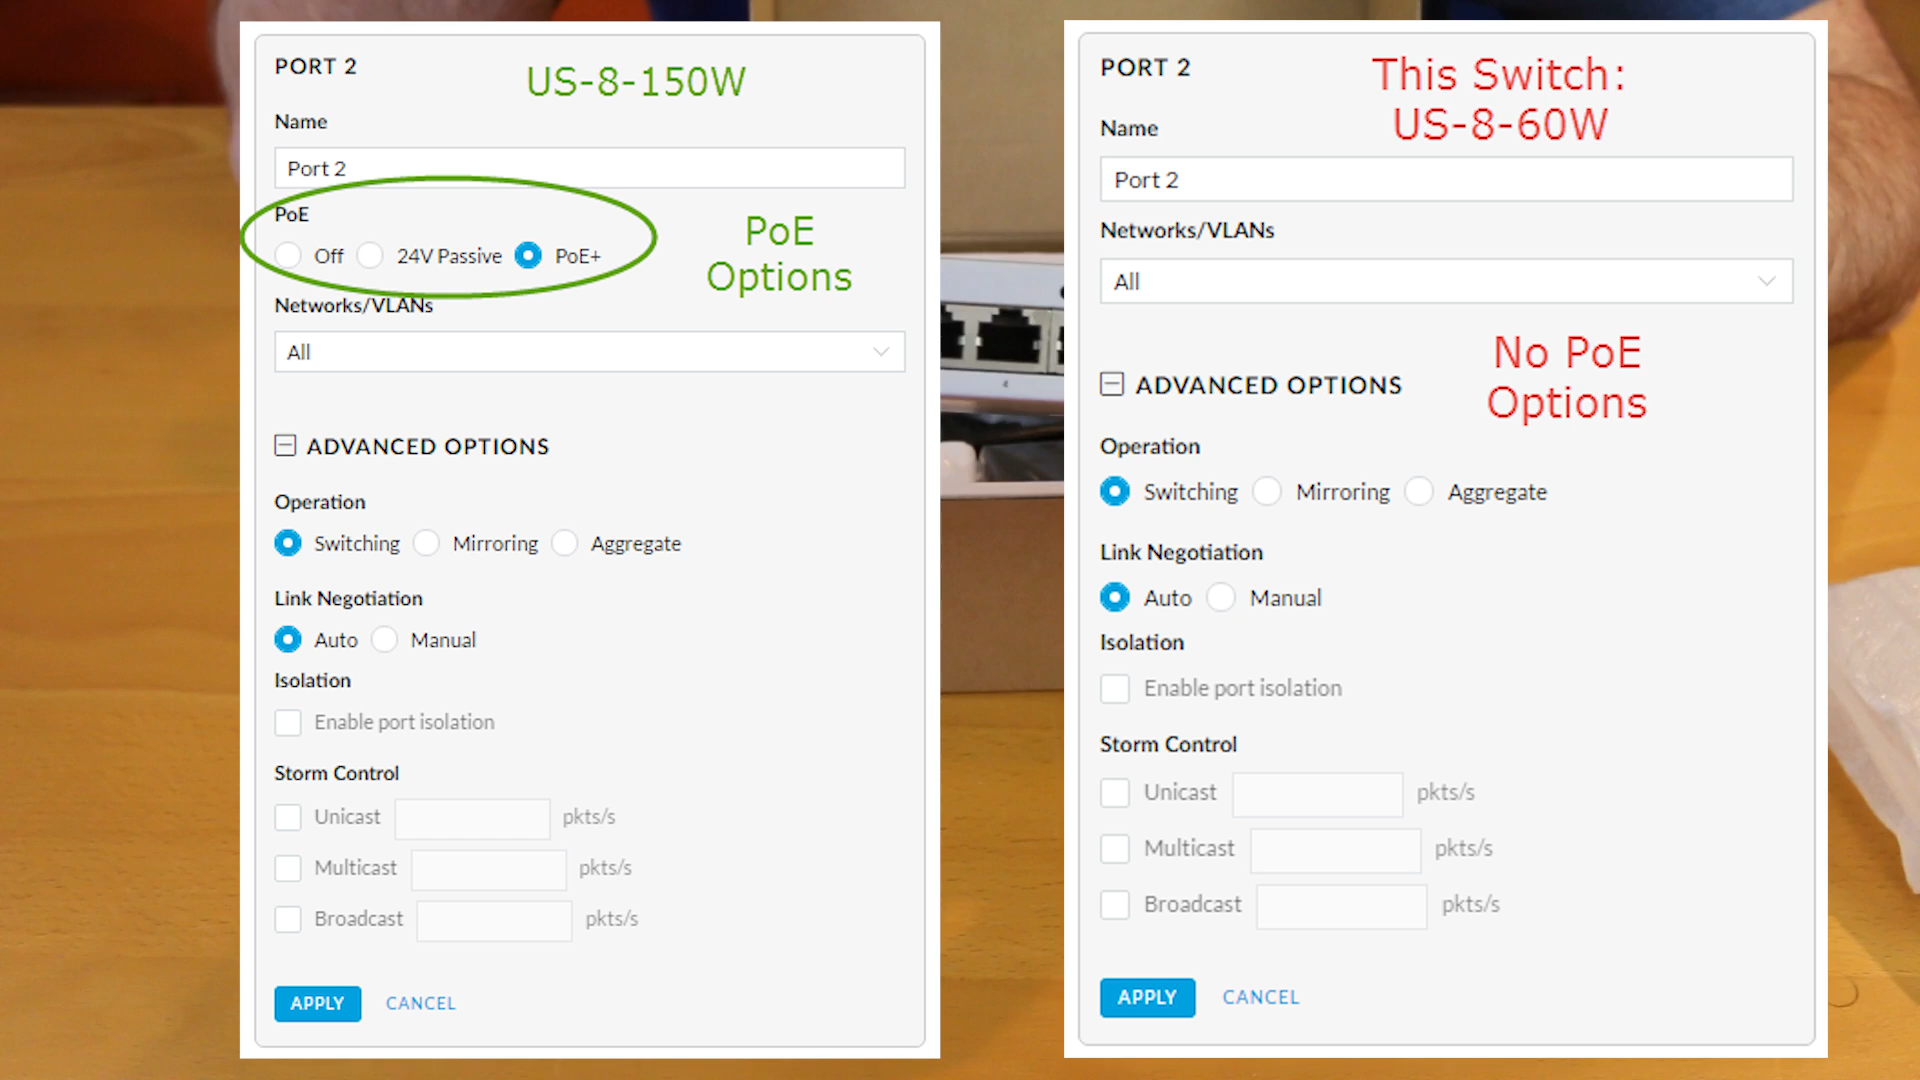 PORT 2
US-8-150W
Name
Port 2
PoE
Off 24V Passive PoE+
PoE
Options
Networks/VLANs
All
ADVANCED OPTIONS
Operation
Switching Mirroring Aggregate
Link Negotiation
Auto Manual
Isolation
Enable port isolation
Storm Control
Unicast pkts/s
Multicast pkts/s
Broadcast pkts/s
APPLY CANCEL
PORT 2
This Switch:
US-8-60W
Name
Port 2
Networks/VLANs
All
No PoE
Options
ADVANCED OPTIONS
Operation
Switching Mirroring Aggregate
Link Negotiation
Auto Manual
Isolation
Enable port isolation
Storm Control
Unicast pkts/s
Multicast pkts/s
Broadcast pkts/s
APPLY CANCEL